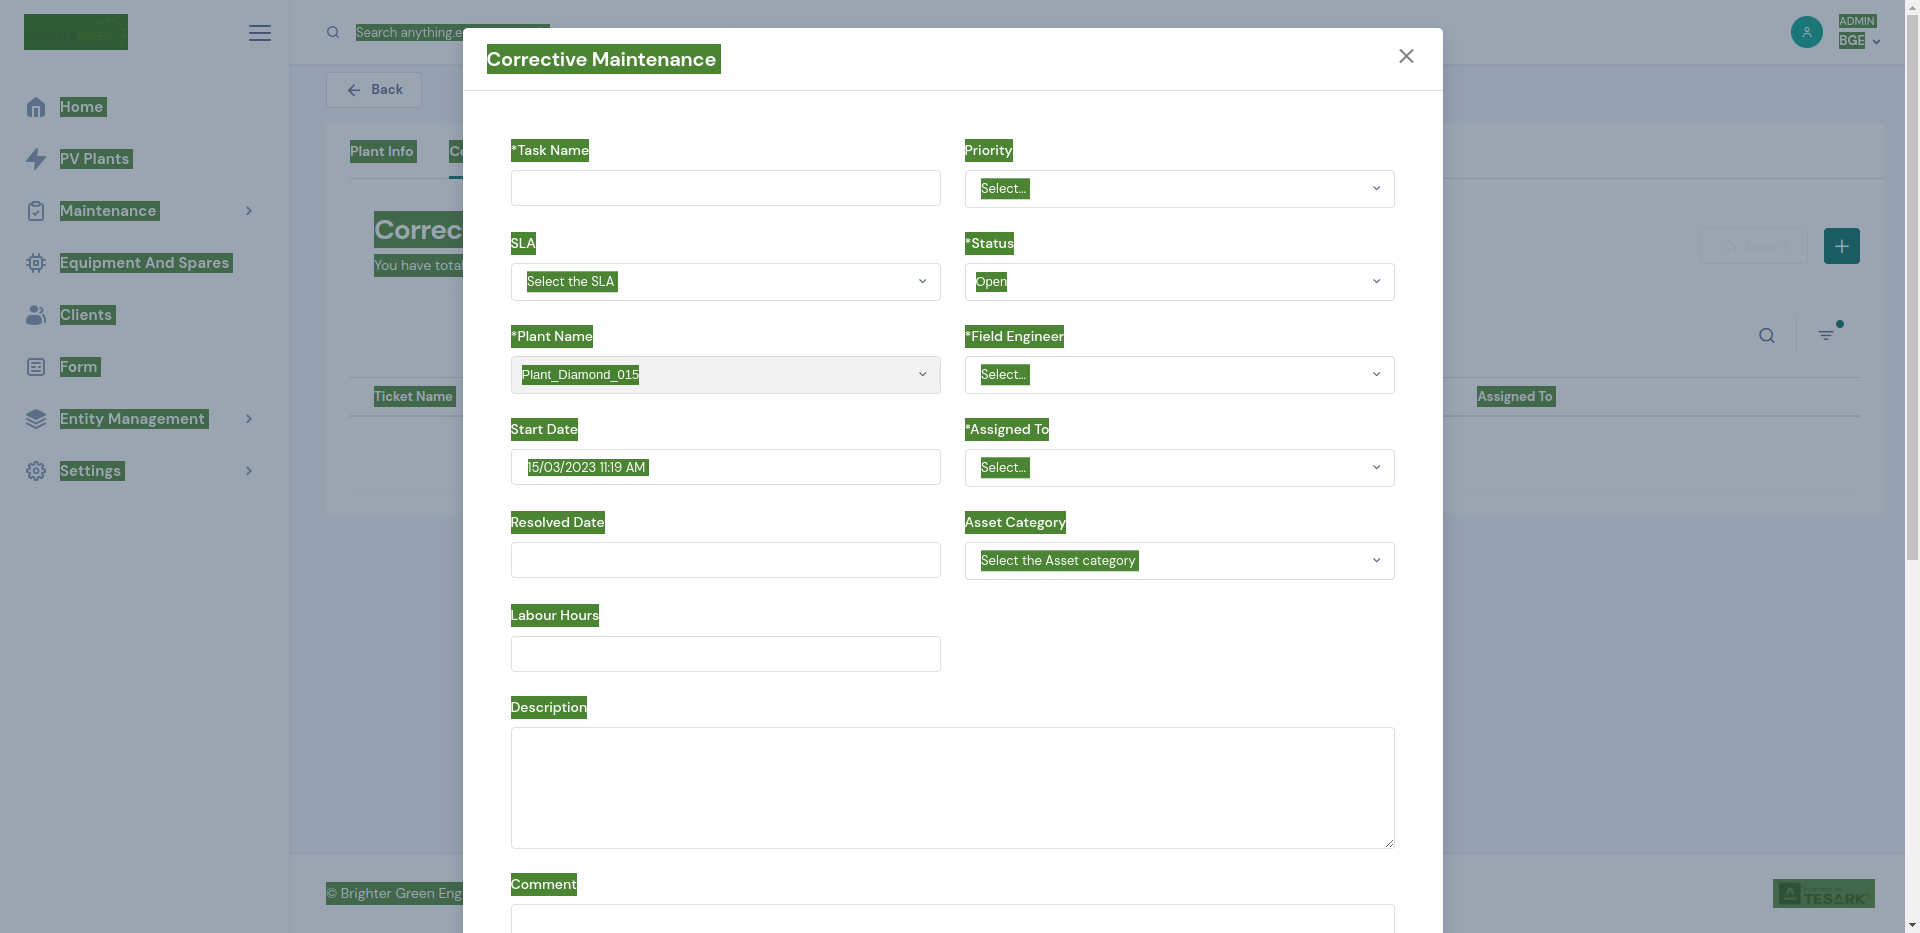 GREEN
Search anything.e
ADMIN
BGE
Home
PV Plants
Maintenance
Equipment And Spares
Clients
Form
Entity Management
Settings
Back
Plant Info
Correc
You have total
Export
Ticket Name
Assigned To
Corrective Maintenance
*Task Name
Priority
Select...
SLA
Select the SLA
*Status
Open
*Plant Name
Plant_Diamond_015
*Field Engineer
Select...
Start Date
15/03/2023 11:19 AM
*Assigned To
Select...
Resolved Date
Asset Category
Select the Asset category
Labour Hours
Description
Comment
© Brighter Green Eng
TESARK